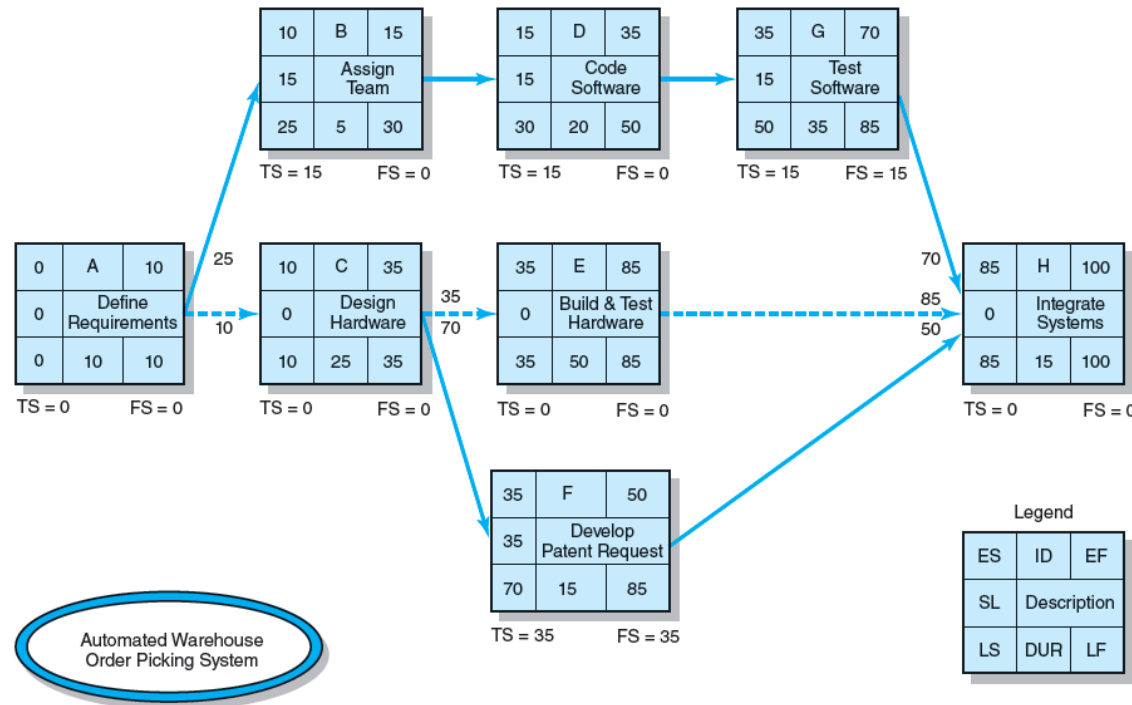 10 B 15
15 Assign
Team
25 5 30
TS = 15 FS = 0
15 D 35
15 Code
Software
30 20 50
TS = 15 FS = 0
35 G 70
15 Test
Software
50 35 85
TS = 15 FS = 15
0 A 10
0 Define
Requirements
0 10 10
TS = 0 FS = 0
25
10
10 C 35
0 Design
Hardware
10 25 35
TS = 0 FS = 0
35
70
35 E 85
0 Build & Test
Hardware
35 50 85
TS = 0 FS = 0
70
85
50
85 H 100
0 Integrate
Systems
85 15 100
TS = 0 FS = 0
35 F 50
35 Develop
Patent Request
70 15 85
TS = 35 FS = 35
Automated Warehouse
Order Picking System
Legend
ES ID EF
SL Description
LS DUR LF